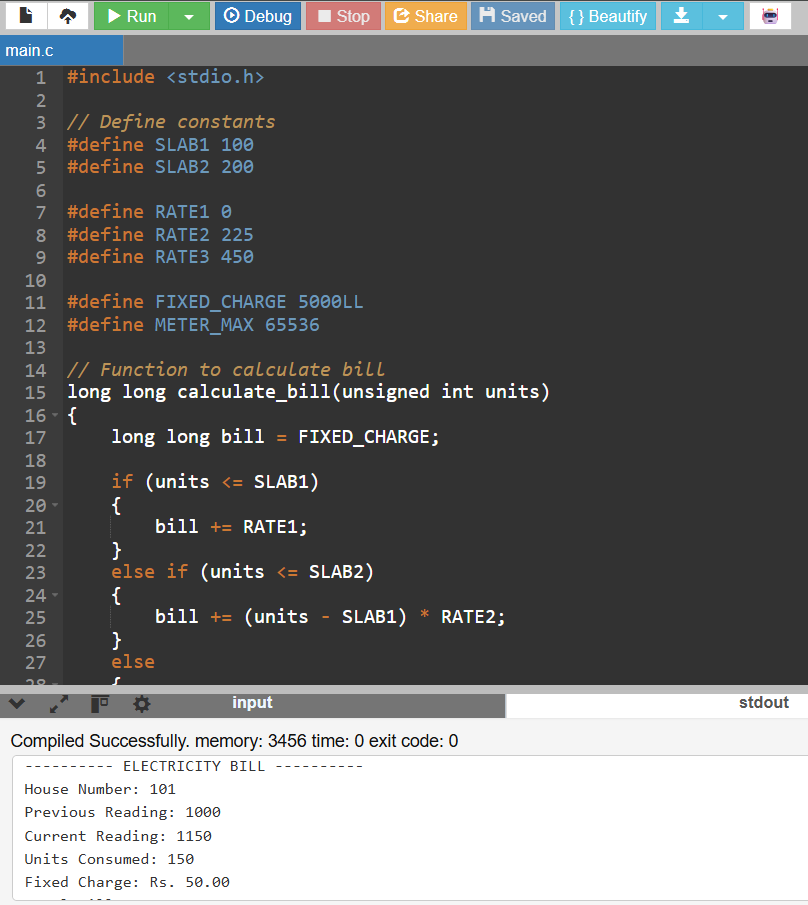 Run Debug Stop Share Saved { } Beautify
main.c
1 #include <stdio.h>
2
3 // Define constants
4 #define SLAB1 100
5 #define SLAB2 200
6
7 #define RATE1 0
8 #define RATE2 225
9 #define RATE3 450
10
11 #define FIXED_CHARGE 5000LL
12 #define METER_MAX 65536
13
14 // Function to calculate bill
15 long long calculate_bill(unsigned int units)
16 {
17     long long bill = FIXED_CHARGE;
18
19     if (units <= SLAB1)
20     {
21         bill += RATE1;
22     }
23     else if (units <= SLAB2)
24     {
25         bill += (units - SLAB1) * RATE2;
26     }
27     else
28     {
input stdout
Compiled Successfully. memory: 3456 time: 0 exit code: 0
---------- ELECTRICITY BILL ----------
House Number: 101
Previous Reading: 1000
Current Reading: 1150
Units Consumed: 150
Fixed Charge: Rs. 50.00